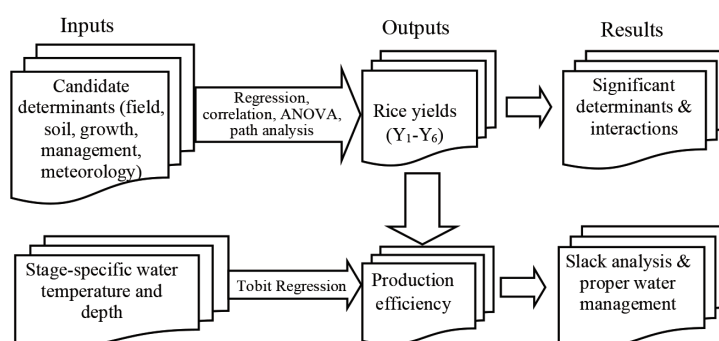 Inputs
Outputs
Results
Candidate
determinants (field,
soil, growth,
management,
meteorology)
Regression,
correlation, ANOVA,
path analysis
Rice yields
(Y₁-Y₆)
Significant
determinants &
interactions
Stage-specific water
temperature and
depth
Tobit Regression
Production
efficiency
Slack analysis &
proper water
management